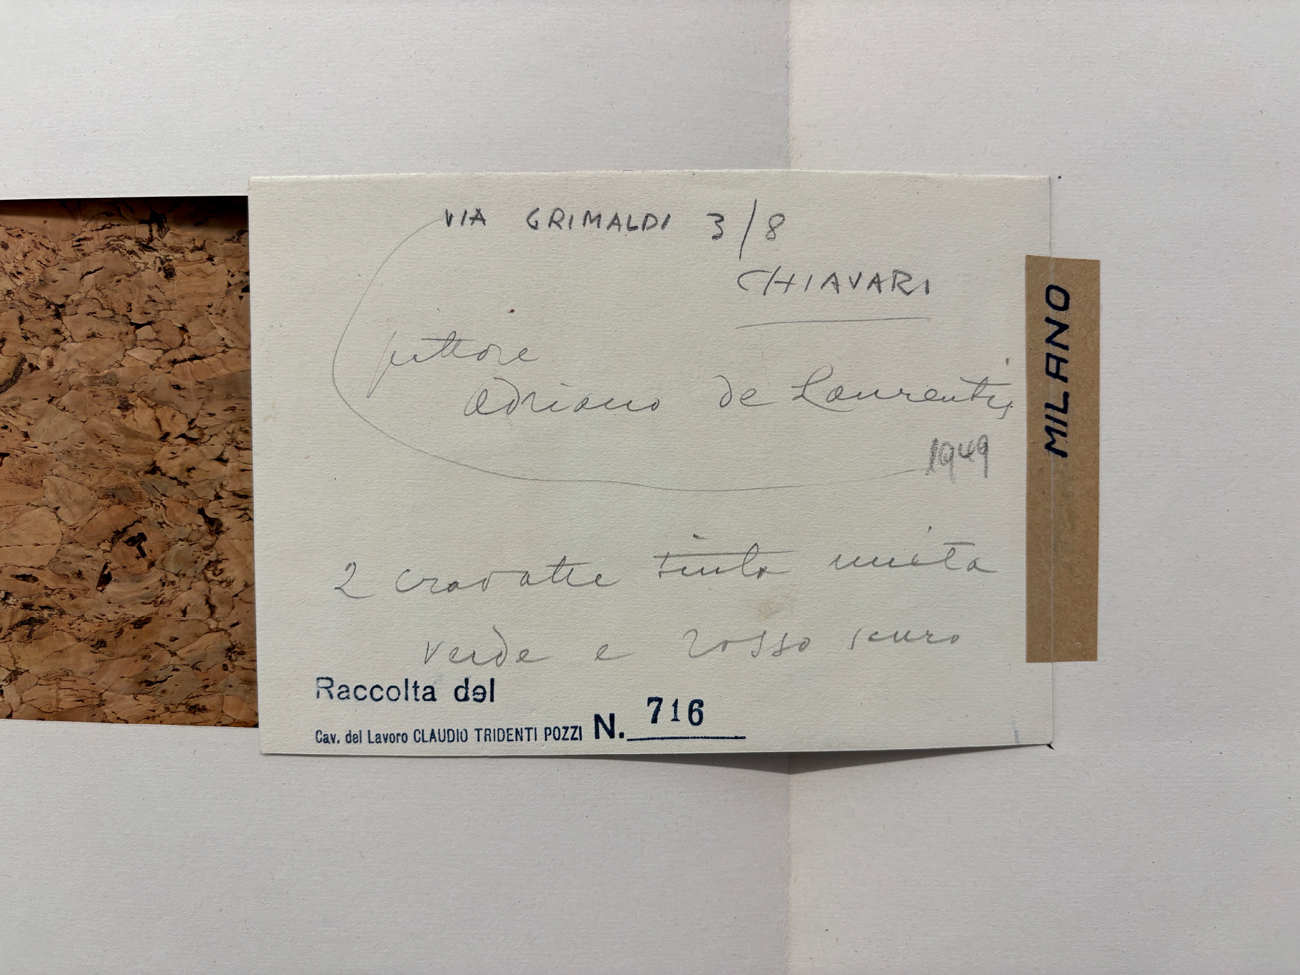 VIA GRIMALDI 3/8
CHIAVARI
pittore
Adriano de Laurentis
1949
2 cravatte tinta unita
verde e rosso scuro
Raccolta del
Cav. del Lavoro CLAUDIO TRIDENTI POZZI N. 716
MILANO